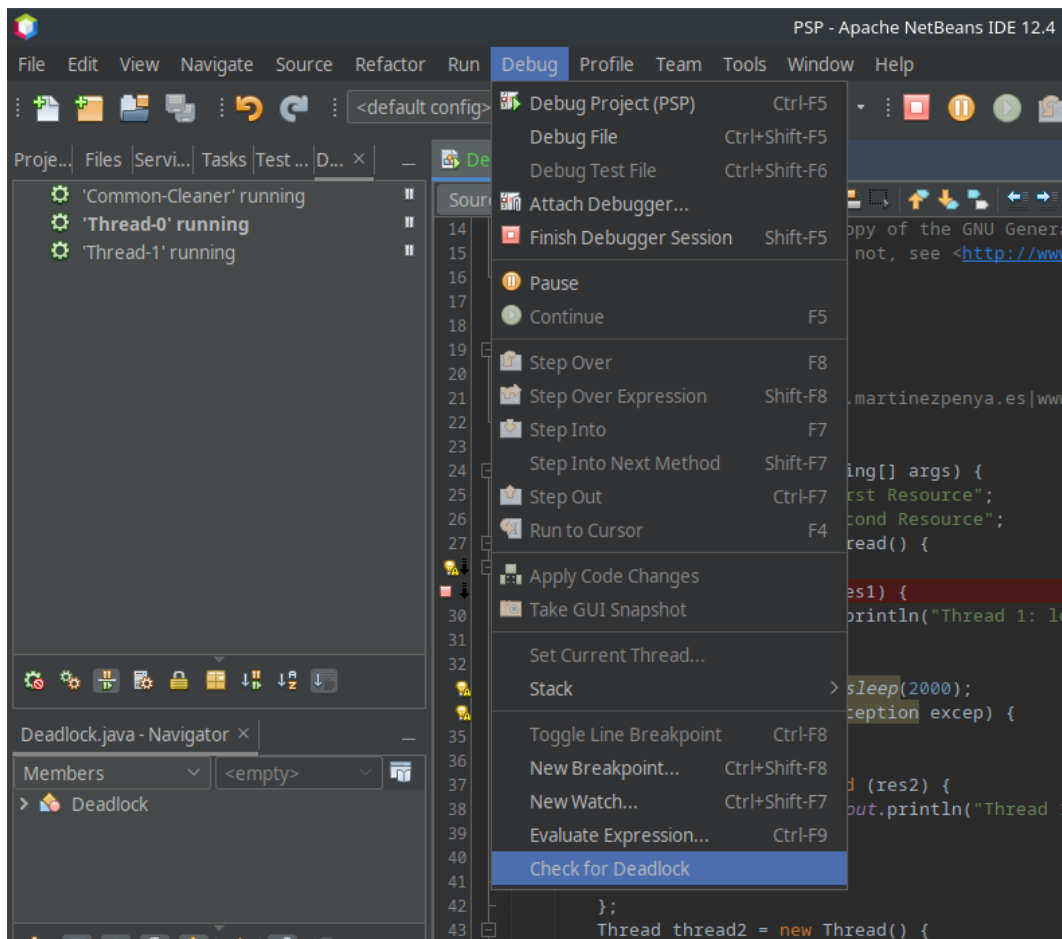 PSP - Apache NetBeans IDE 12.4
File Edit View Navigate Source Refactor Run Debug Profile Team Tools Window Help
<default config>
Debug Project (PSP) Ctrl-F5
Debug File Ctrl+Shift-F5
Debug Test File Ctrl+Shift-F6
Attach Debugger...
Finish Debugger Session Shift-F5
Pause
Continue F5
Step Over F8
Step Over Expression Shift-F8
Step Into F7
Step Into Next Method Shift-F7
Step Out Ctrl-F7
Run to Cursor F4
Apply Code Changes
Take GUI Snapshot
Set Current Thread...
Stack
Toggle Line Breakpoint Ctrl-F8
New Breakpoint... Ctrl+Shift-F8
New Watch... Ctrl+Shift-F7
Evaluate Expression... Ctrl-F9
Check for Deadlock
Proje... Files Servi... Tasks Test ... D...
'Common-Cleaner' running
'Thread-0' running
'Thread-1' running
Deadlock.java - Navigator
Members <empty>
Deadlock
De
Sour
14 opy of the GNU Gener
15 not, see <http://www
16
17
18
19
20
21 .martinezpenya.es|www
22
23
24 ing[] args) {
25 rst Resource";
26 cond Resource";
27 read() {
es1) {
30 println("Thread 1: l
31
32
sleep(2000);
ception excep) {
35
36
37 d (res2) {
38 out.println("Thread
39
40
41
42 };
43 Thread thread2 = new Thread() {